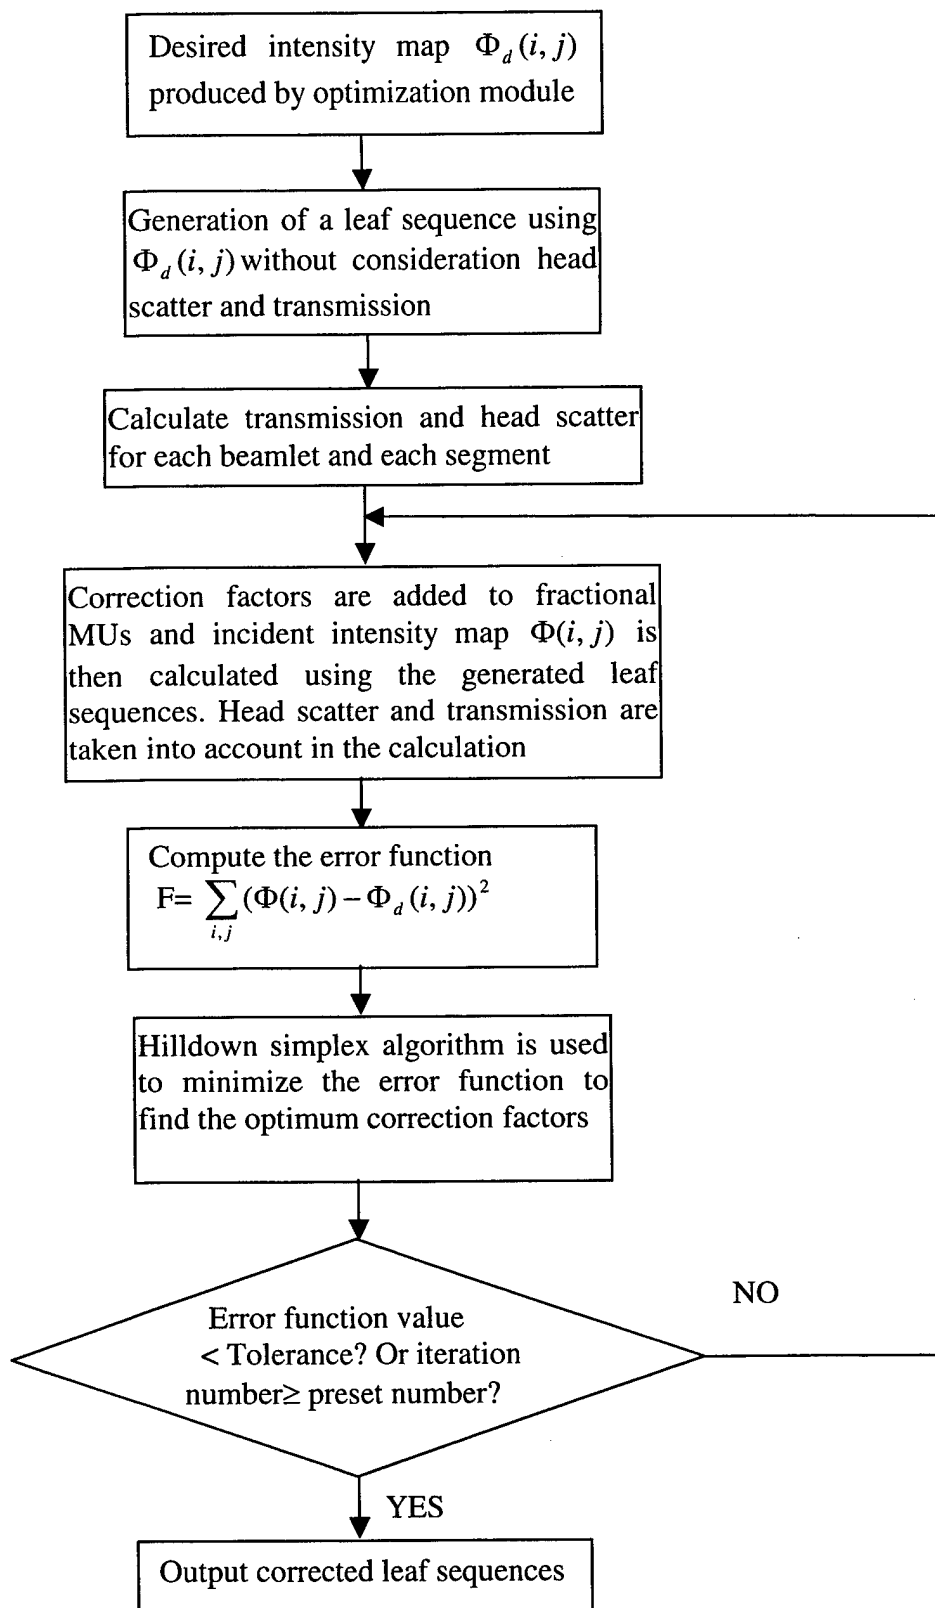 Desired intensity map Φ_d(i, j)
produced by optimization module
Generation of a leaf sequence using
Φ_d(i, j) without consideration head
scatter and transmission
Calculate transmission and head scatter
for each beamlet and each segment
Correction factors are added to fractional
MUs and incident intensity map Φ(i, j) is
then calculated using the generated leaf
sequences. Head scatter and transmission are
taken into account in the calculation
Compute the error function
F= ∑_{i,j} (Φ(i, j) – Φ_d(i, j))²
Hilldown simplex algorithm is used
to minimize the error function to
find the optimum correction factors
Error function value
< Tolerance? Or iteration
number≥ preset number?
NO
YES
Output corrected leaf sequences